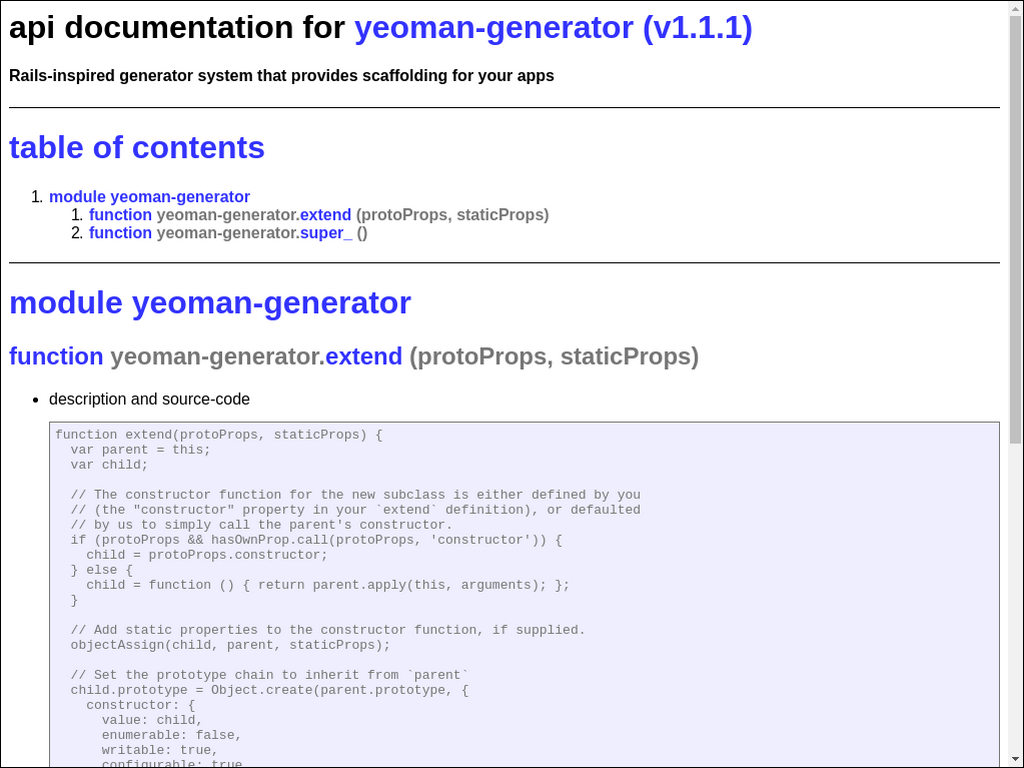 api documentation for yeoman-generator (v1.1.1)
Rails-inspired generator system that provides scaffolding for your apps
table of contents
1. module yeoman-generator
1. function yeoman-generator.extend (protoProps, staticProps)
2. function yeoman-generator.super_ ()
module yeoman-generator
function yeoman-generator.extend (protoProps, staticProps)
• description and source-code
function extend(protoProps, staticProps) {
  var parent = this;
  var child;

  // The constructor function for the new subclass is either defined by you
  // (the "constructor" property in your `extend` definition), or defaulted
  // by us to simply call the parent's constructor.
  if (protoProps && hasOwnProp.call(protoProps, 'constructor')) {
    child = protoProps.constructor;
  } else {
    child = function () { return parent.apply(this, arguments); };
  }

  // Add static properties to the constructor function, if supplied.
  objectAssign(child, parent, staticProps);

  // Set the prototype chain to inherit from `parent`
  child.prototype = Object.create(parent.prototype, {
    constructor: {
      value: child,
      enumerable: false,
      writable: true,
      configurable: true